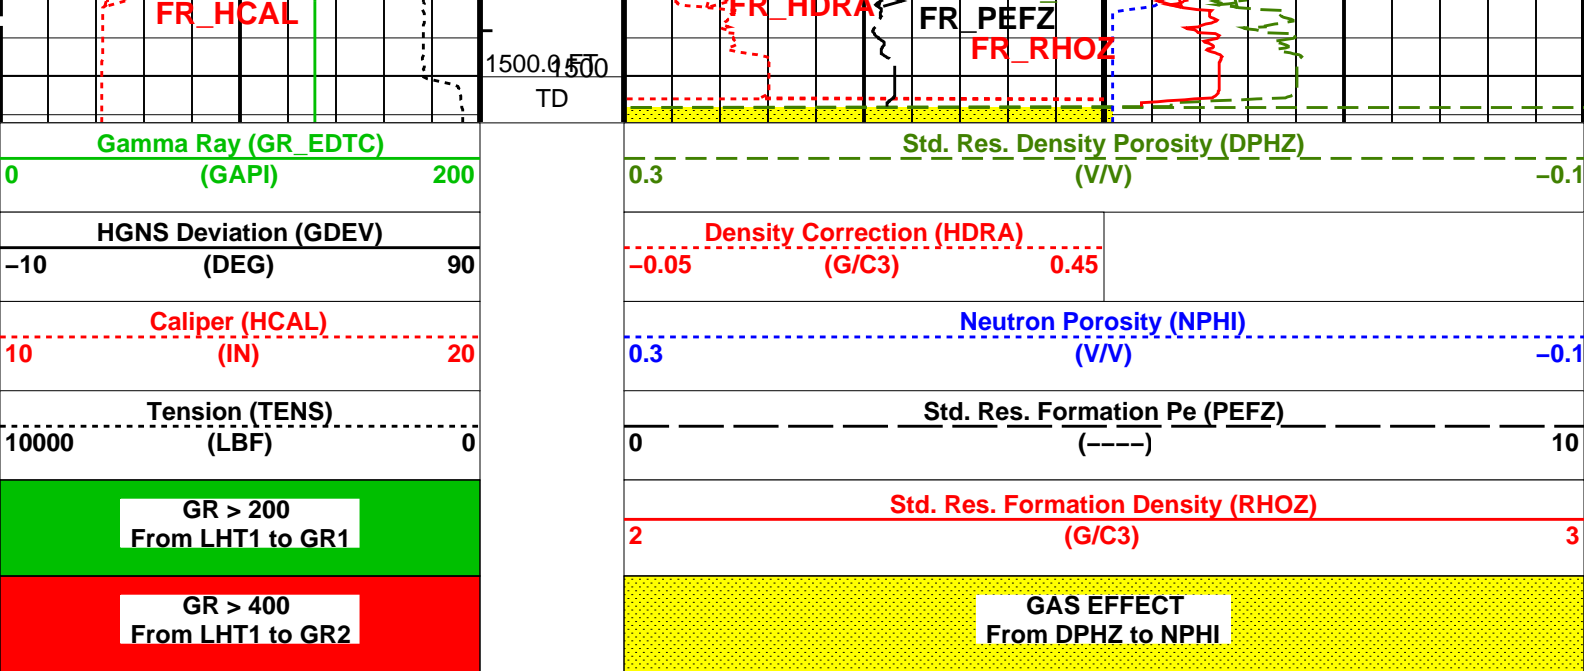 FR_HCAL
FR_HDRA
FR_PEFZ
FR_RHOZ
1500.0 FT
1500
TD
Gamma Ray (GR_EDTC)
0 (GAPI) 200
HGNS Deviation (GDEV)
−10 (DEG) 90
Caliper (HCAL)
10 (IN) 20
Tension (TENS)
10000 (LBF) 0
GR > 200
From LHT1 to GR1
GR > 400
From LHT1 to GR2
Std. Res. Density Porosity (DPHZ)
0.3 (V/V) −0.1
Density Correction (HDRA)
−0.05 (G/C3) 0.45
Neutron Porosity (NPHI)
0.3 (V/V) −0.1
Std. Res. Formation Pe (PEFZ)
0 (−−−−) 10
Std. Res. Formation Density (RHOZ)
2 (G/C3) 3
GAS EFFECT
From DPHZ to NPHI